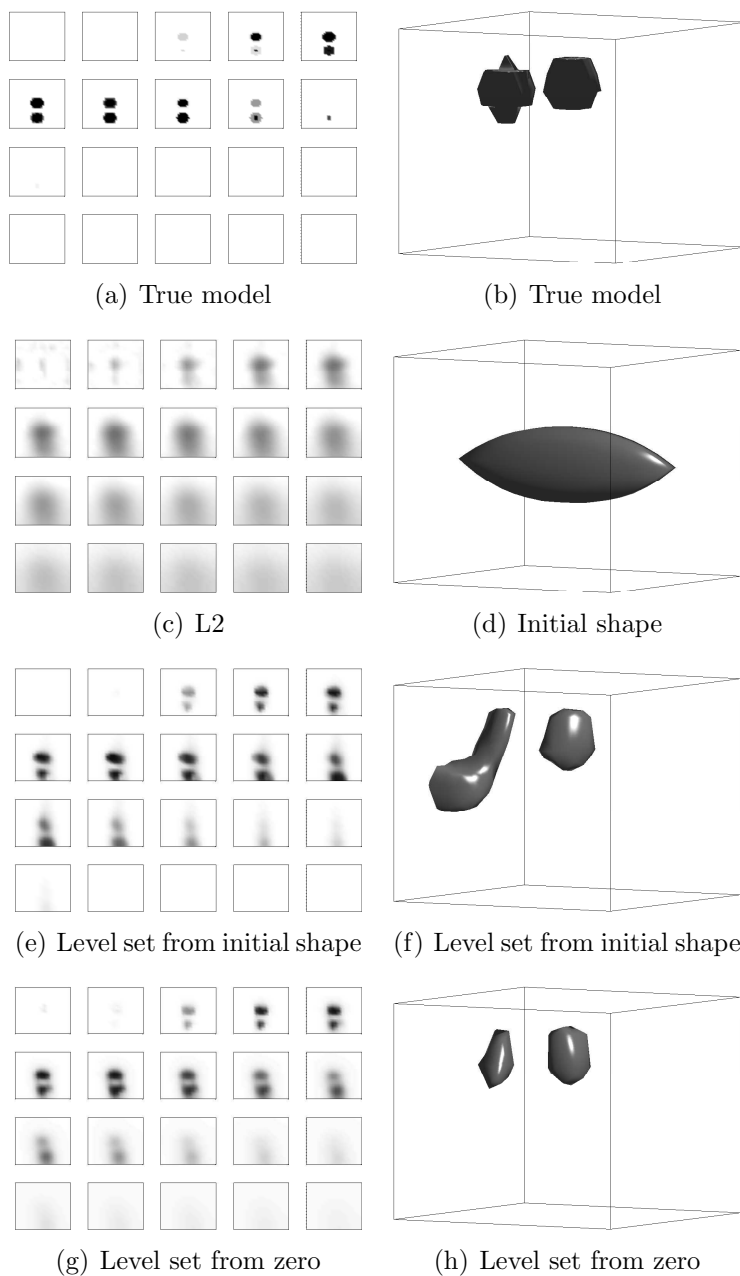 (a) True model
(b) True model
(c) L2
(d) Initial shape
(e) Level set from initial shape
(f) Level set from initial shape
(g) Level set from zero
(h) Level set from zero